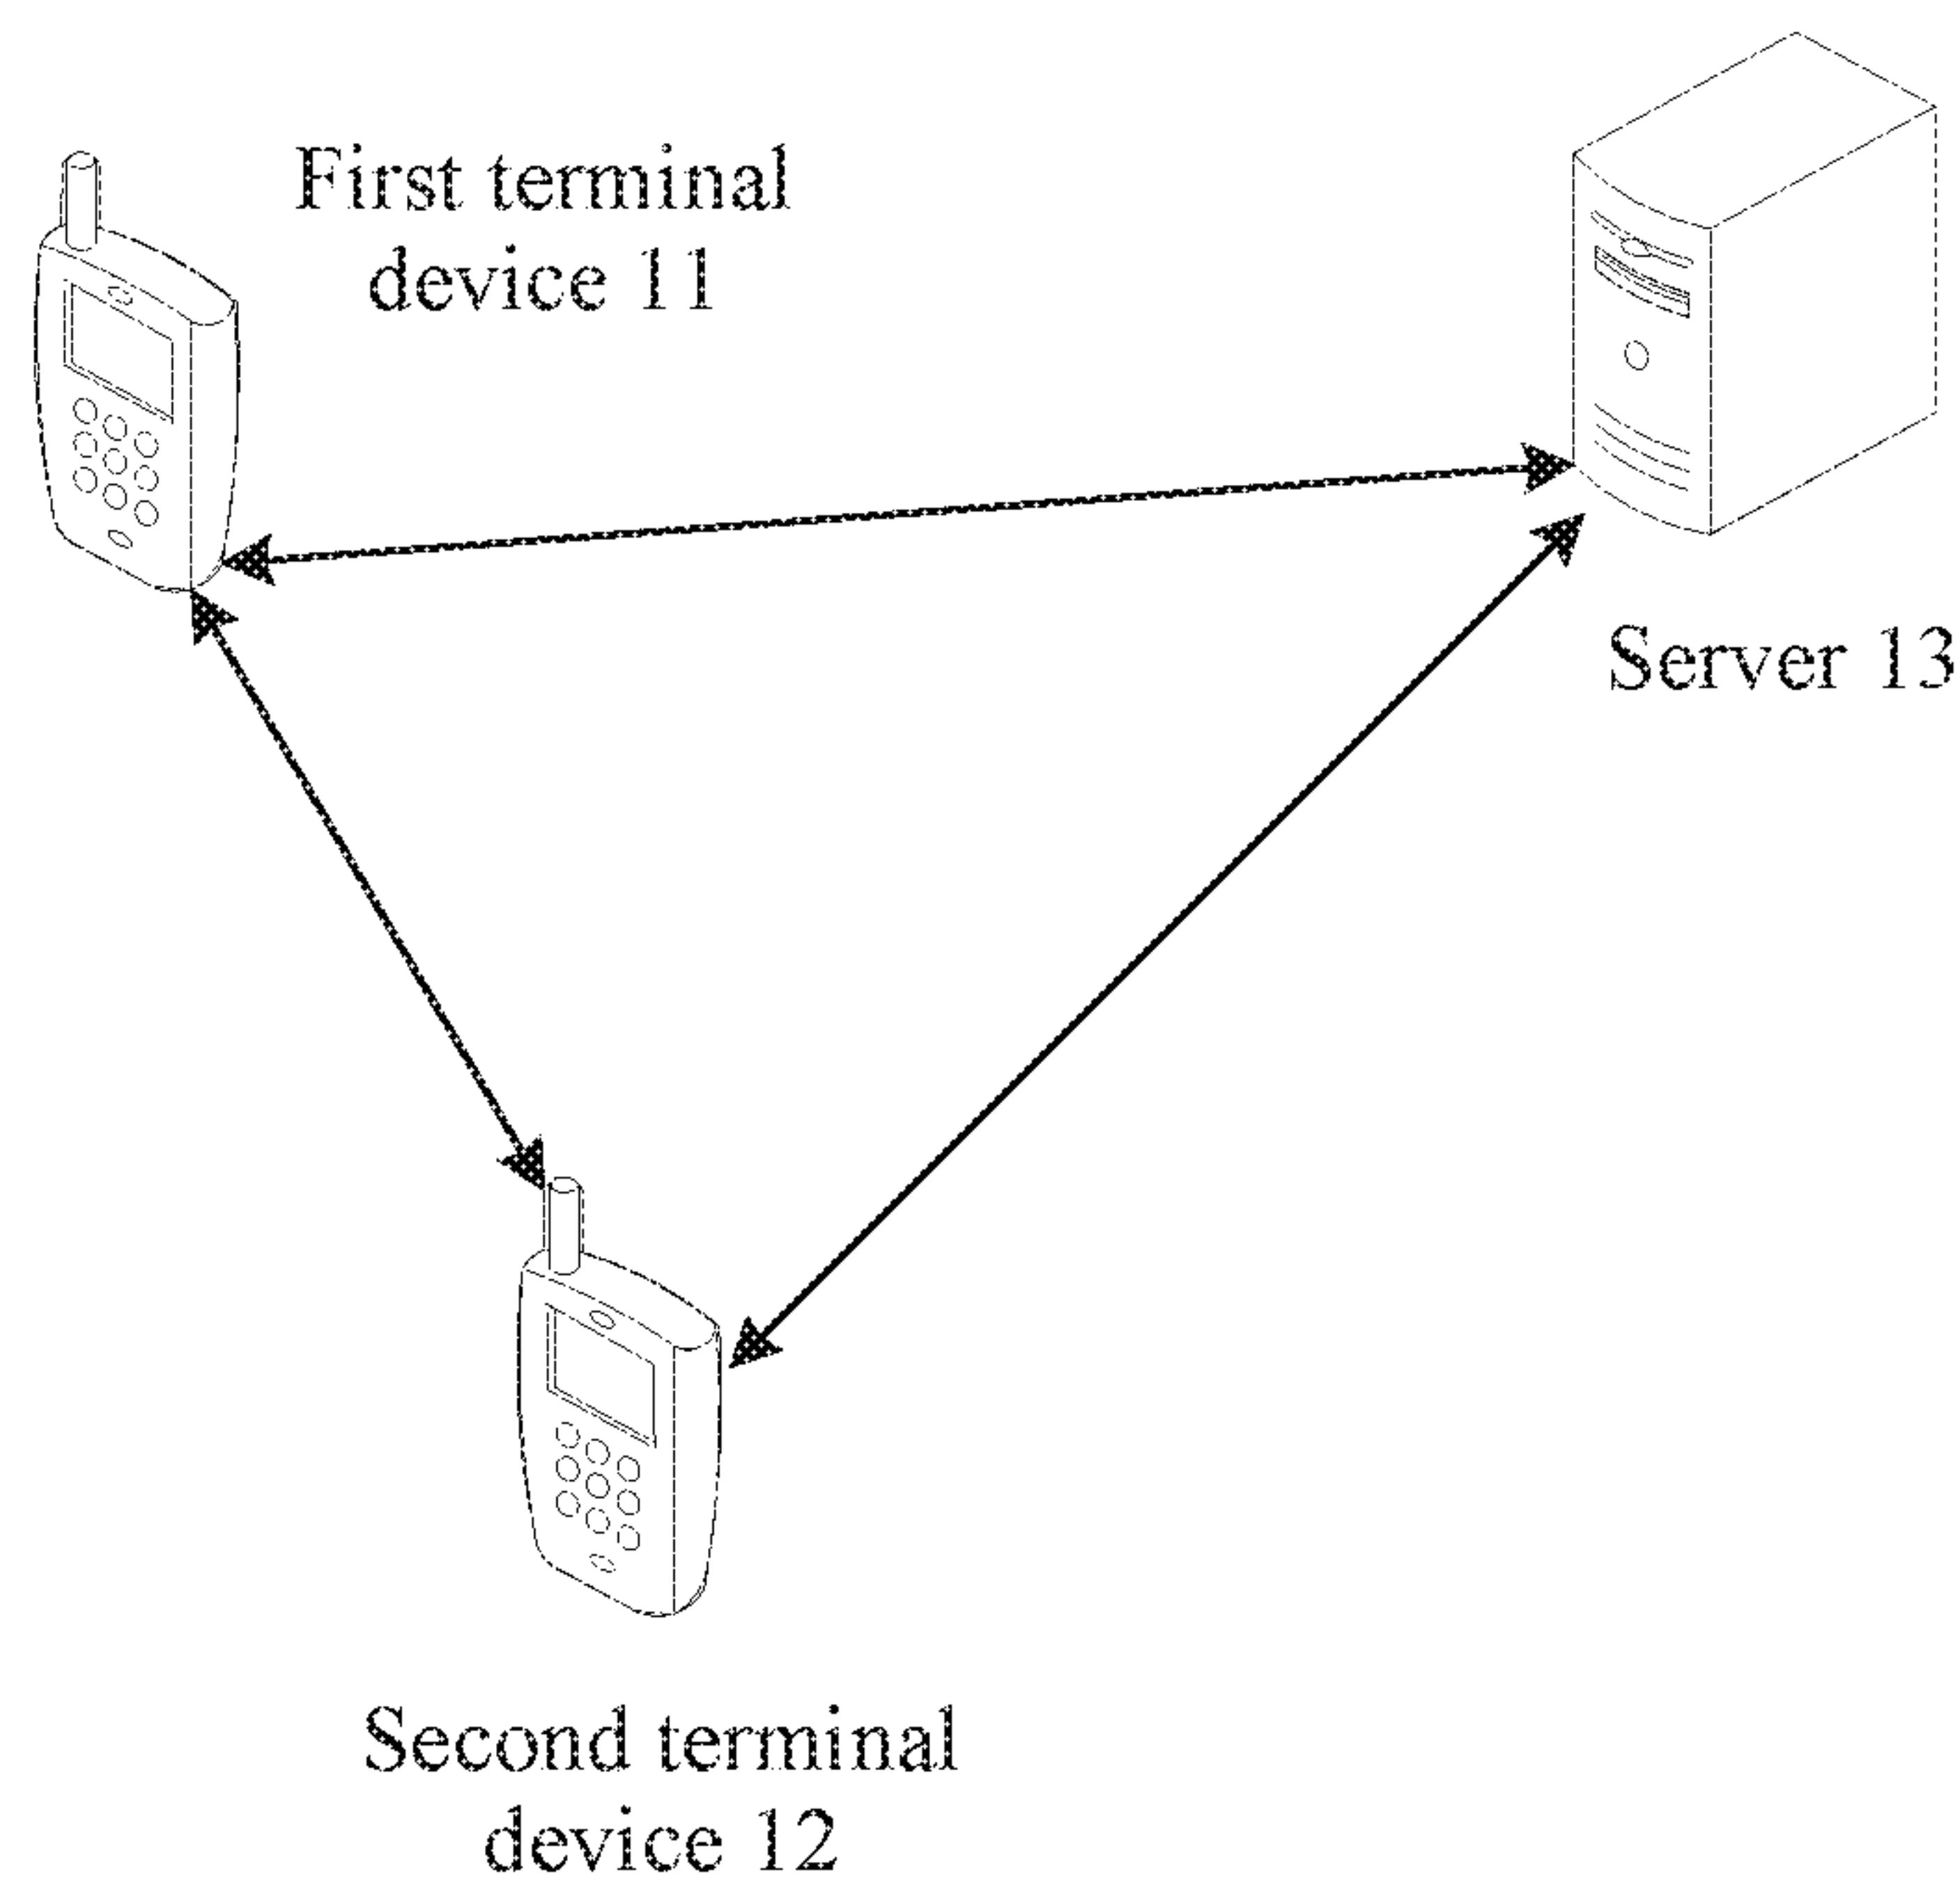 First terminal
device 11
Server 13
Second terminal
device 12